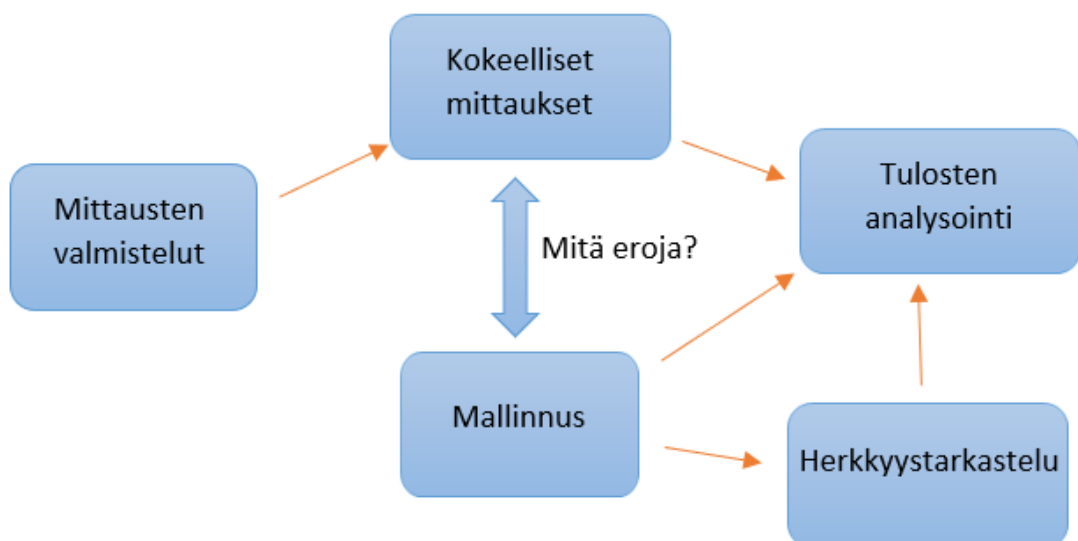 Kokeelliset
mittaukset
Mittausten
valmistelut
Tulosten
analysointi
Mitä eroja?
Mallinnus
Herkkyystarkastelu